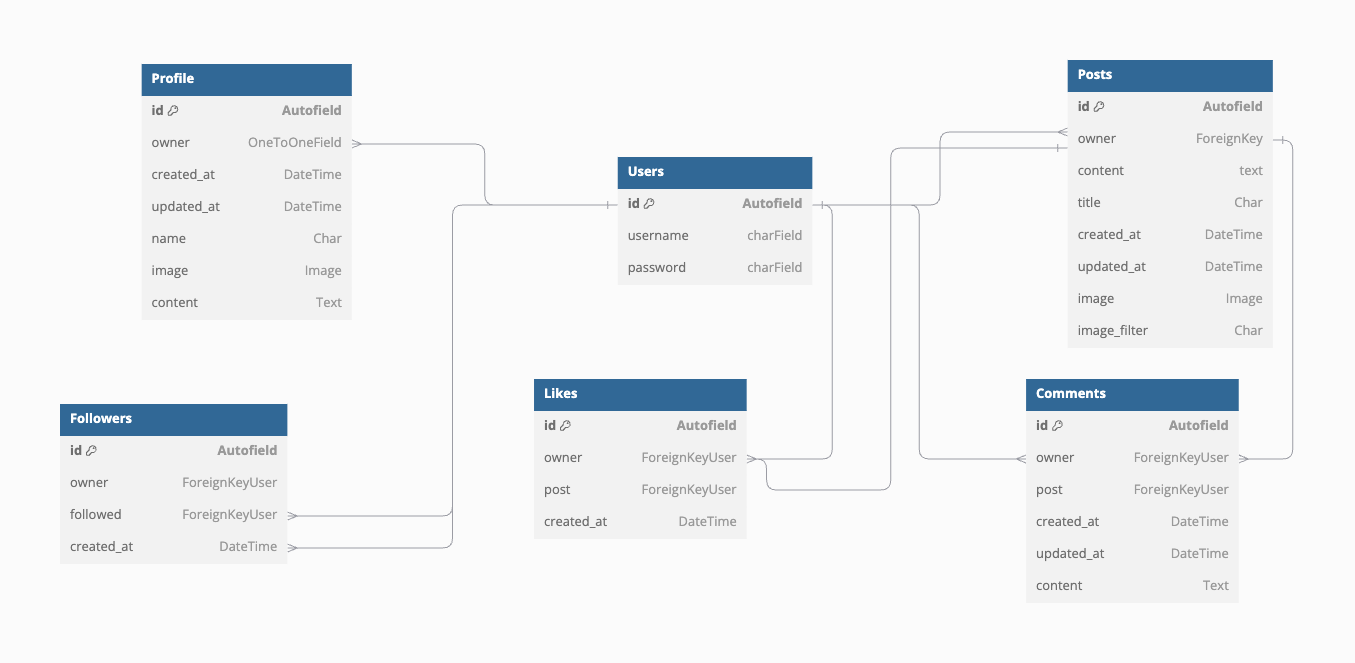 Profile
id Autofield
owner OneToOneField
created_at DateTime
updated_at DateTime
name Char
image Image
content Text
Users
id Autofield
username charField
password charField
Posts
id Autofield
owner ForeignKey
content text
title Char
created_at DateTime
updated_at DateTime
image Image
image_filter Char
Followers
id Autofield
owner ForeignKeyUser
followed ForeignKeyUser
created_at DateTime
Likes
id Autofield
owner ForeignKeyUser
post ForeignKeyUser
created_at DateTime
Comments
id Autofield
owner ForeignKeyUser
post ForeignKeyUser
created_at DateTime
updated_at DateTime
content Text